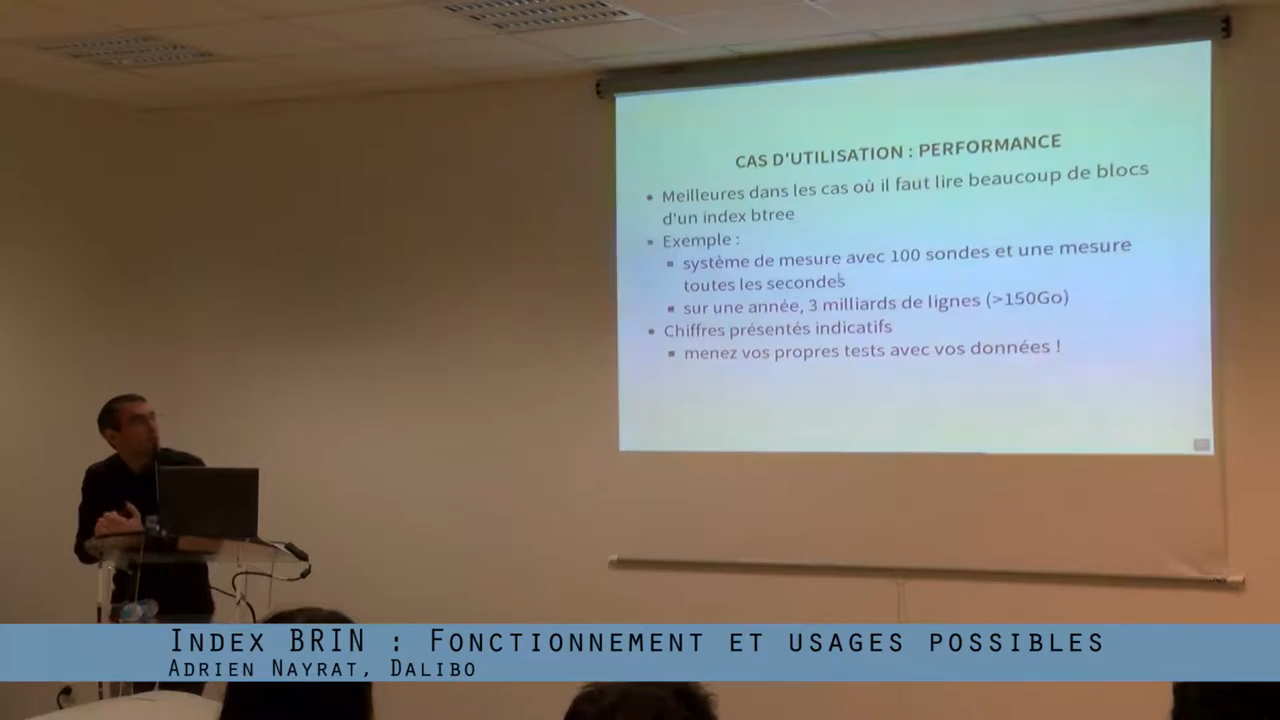 CAS D'UTILISATION : PERFORMANCE
• Meilleures dans les cas où il faut lire beaucoup de blocs
d'un index btree
• Exemple :
▪ système de mesure avec 100 sondes et une mesure
toutes les secondes
▪ sur une année, 3 milliards de lignes (>150Go)
• Chiffres présentés indicatifs
▪ menez vos propres tests avec vos données !
Index BRIN : Fonctionnement et usages possibles
Adrien Nayrat, Dalibo